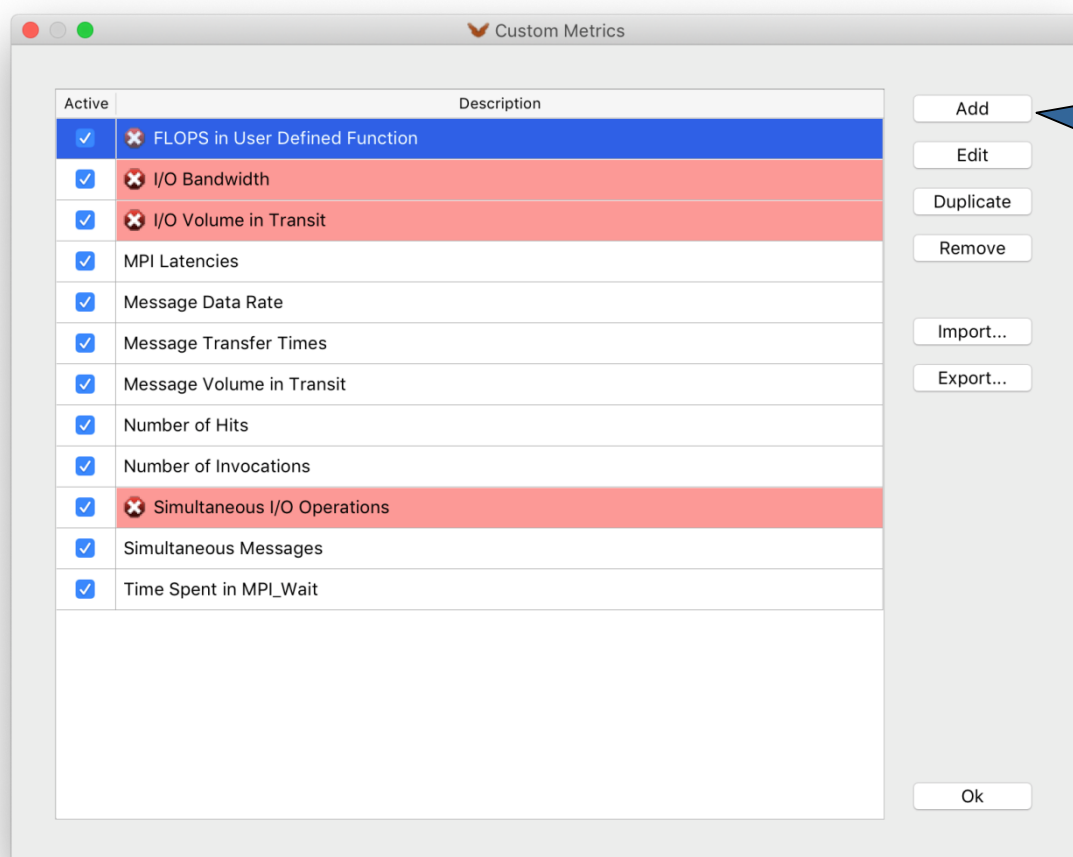 Custom Metrics
Active Description
FLOPS in User Defined Function
I/O Bandwidth
I/O Volume in Transit
MPI Latencies
Message Data Rate
Message Transfer Times
Message Volume in Transit
Number of Hits
Number of Invocations
Simultaneous I/O Operations
Simultaneous Messages
Time Spent in MPI_Wait
Add
Edit
Duplicate
Remove
Import...
Export...
Ok